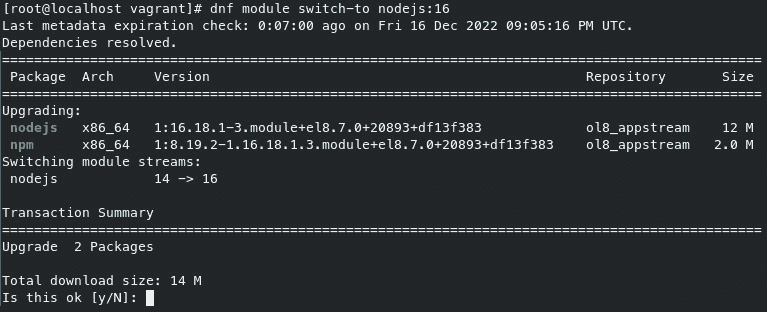 [root@localhost vagrant]# dnf module switch-to nodejs:16
Last metadata expiration check: 0:07:00 ago on Fri 16 Dec 2022 09:05:16 PM UTC.
Dependencies resolved.
================================================================================================
Package Arch Version Repository Size
================================================================================================
Upgrading:
nodejs x86_64 1:16.18.1-3.module+el8.7.0+20893+df13f383 ol8_appstream 12 M
npm x86_64 1:8.19.2-1.16.18.1.3.module+el8.7.0+20893+df13f383 ol8_appstream 2.0 M
Switching module streams:
nodejs 14 -> 16
Transaction Summary
================================================================================================
Upgrade 2 Packages
Total download size: 14 M
Is this ok [y/N]: